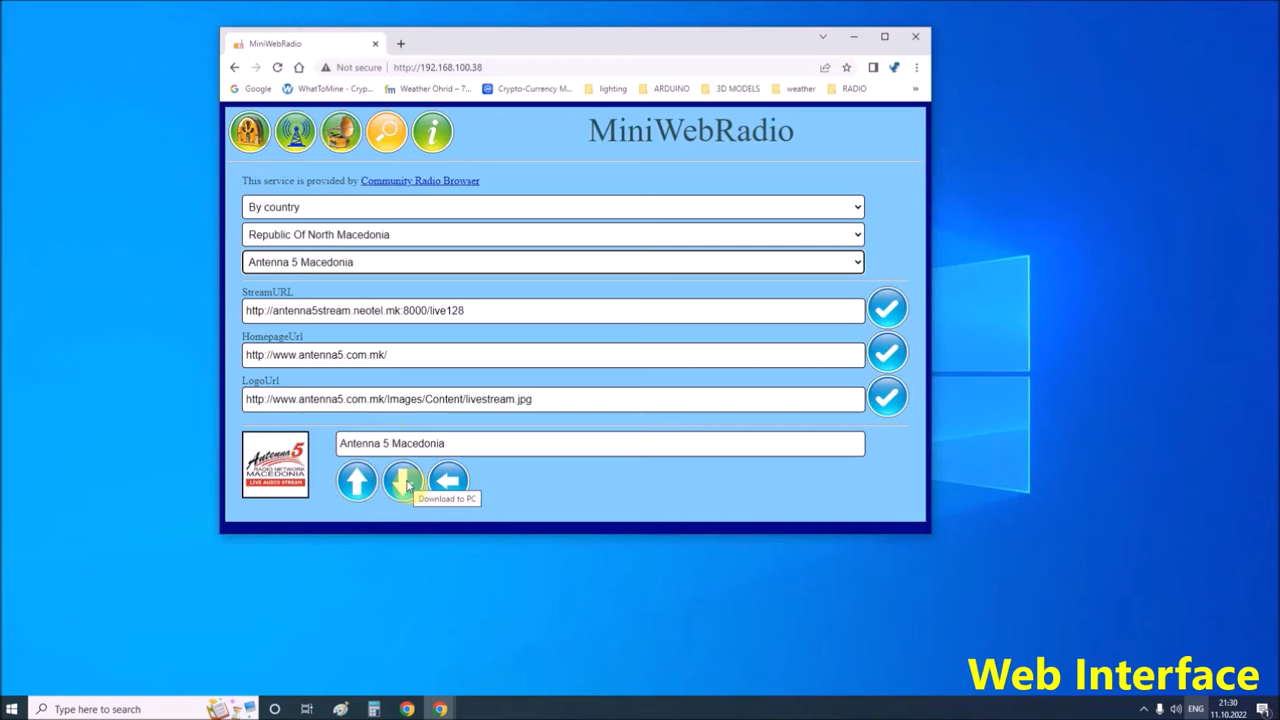 MiniWebRadio
Not secure
http://192.168.100.38
Google
WhatToMine - Cryp...
Weather Ohrid – 7...
Crypto-Currency M...
lighting
ARDUINO
3D MODELS
weather
RADIO
»
MiniWebRadio
This service is provided by Community Radio Browser
By country
Republic Of North Macedonia
Antenna 5 Macedonia
StreamURL
http://antenna5stream.neotel.mk:8000/live128
HomepageUrl
http://www.antenna5.com.mk/
LogoUrl
http://www.antenna5.com.mk/Images/Content/livestream.jpg
Antenna 5
RADIO NETWORK
MACEDONIA
LIVE AUDIO STREAM
Antenna 5 Macedonia
Download to PC
Web Interface
Type here to search
ENG
21:30
11.10.2022